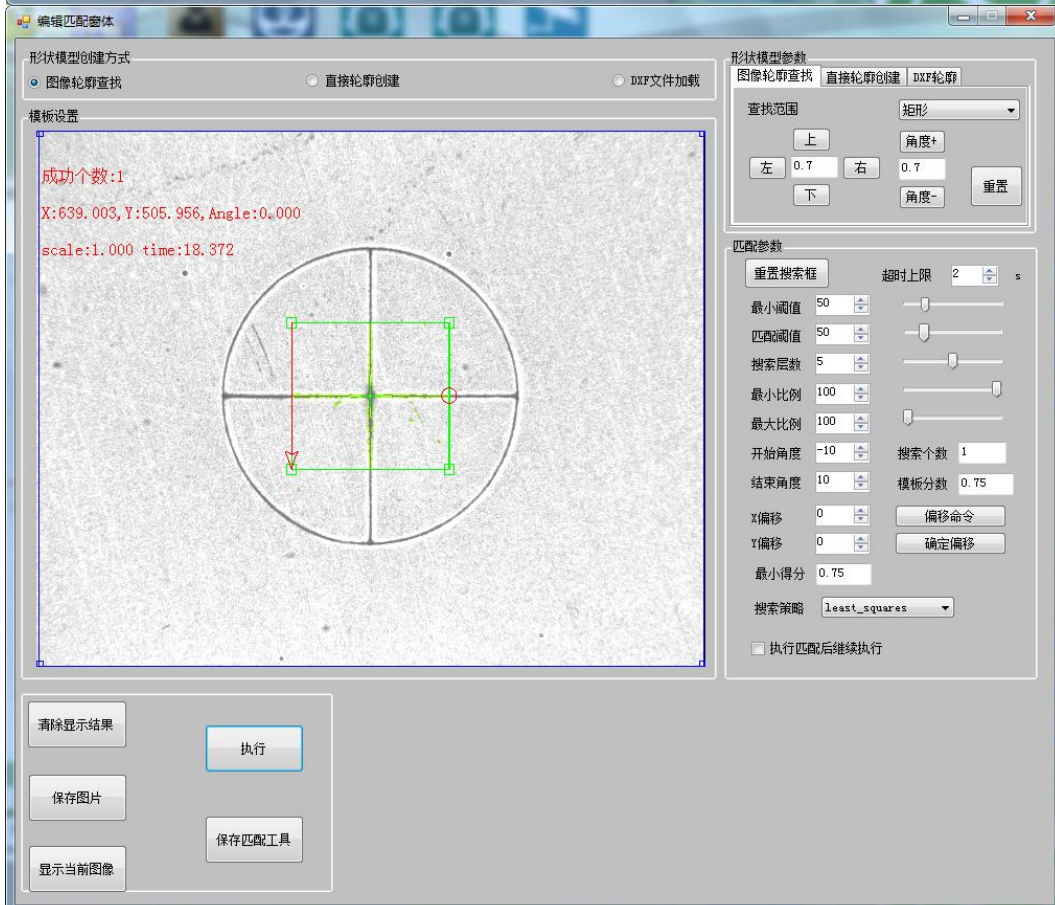 编辑匹配窗体
形状模型创建方式
图像轮廓查找
直接轮廓创建
DXF文件加载
模板设置
成功个数:1
X:639.003,Y:505.956,Angle:0.000
scale:1.000 time:18.372
形状模型参数
图像轮廓查找 直接轮廓创建 DXF轮廓
查找范围 矩形
上 角度+
左 0.7 右 0.7 重置
下 角度-
匹配参数
重置搜索框 超时上限 2 s
最小阈值 50
匹配阈值 50
搜索层数 5
最小比例 100
最大比例 100
开始角度 -10 搜索个数 1
结束角度 10 模板分数 0.75
X偏移 0 偏移命令
Y偏移 0 确定偏移
最小得分 0.75
搜索策略 least_squares
执行匹配后继续执行
清除显示结果
执行
保存图片
保存匹配工具
显示当前图像